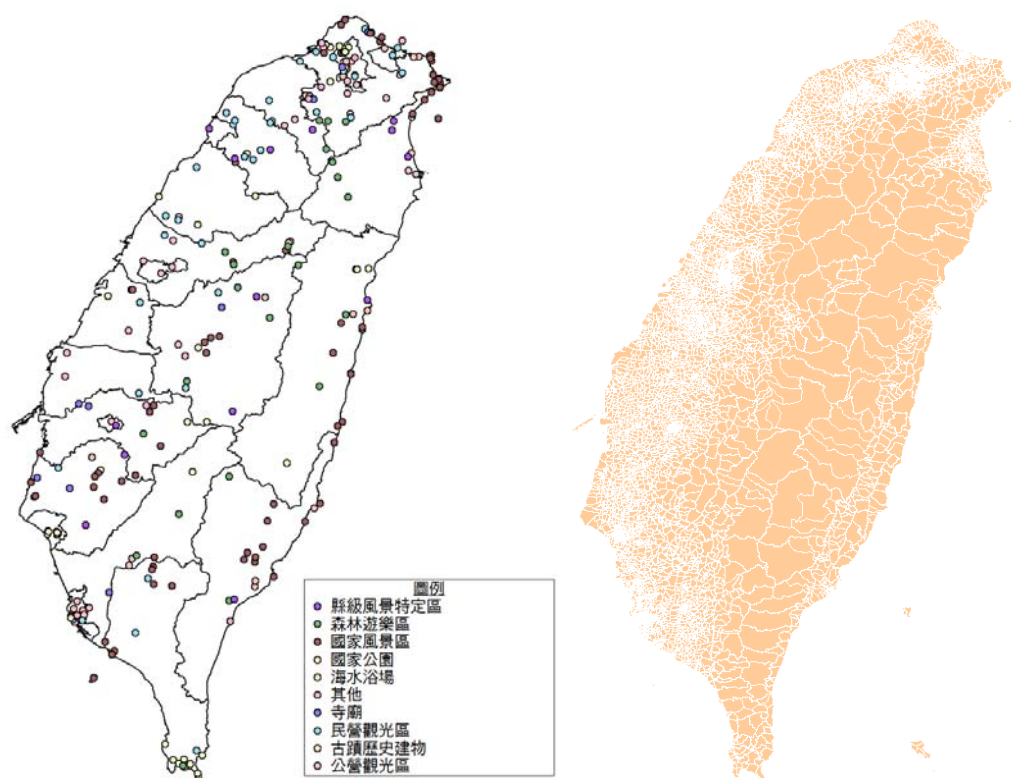 圖例
縣級風景特定區
森林遊樂區
國家風景區
國家公園
海水浴場
其他
寺廟
民營觀光區
古蹟歷史建物
公營觀光區